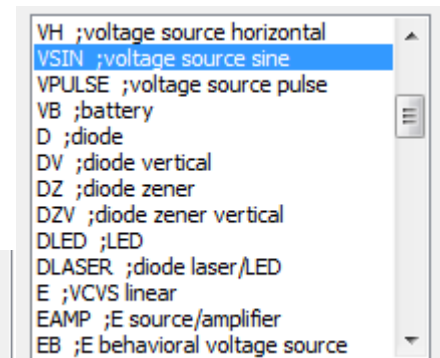 VH ;voltage source horizontal
VSIN ;voltage source sine
VPULSE ;voltage source pulse
VB ;battery
D ;diode
DV ;diode vertical
DZ ;diode zener
DZV ;diode zener vertical
DLED ;LED
DLASER ;diode laser/LED
E ;VCVS linear
EAMP ;E source/amplifier
EB ;E behavioral voltage source